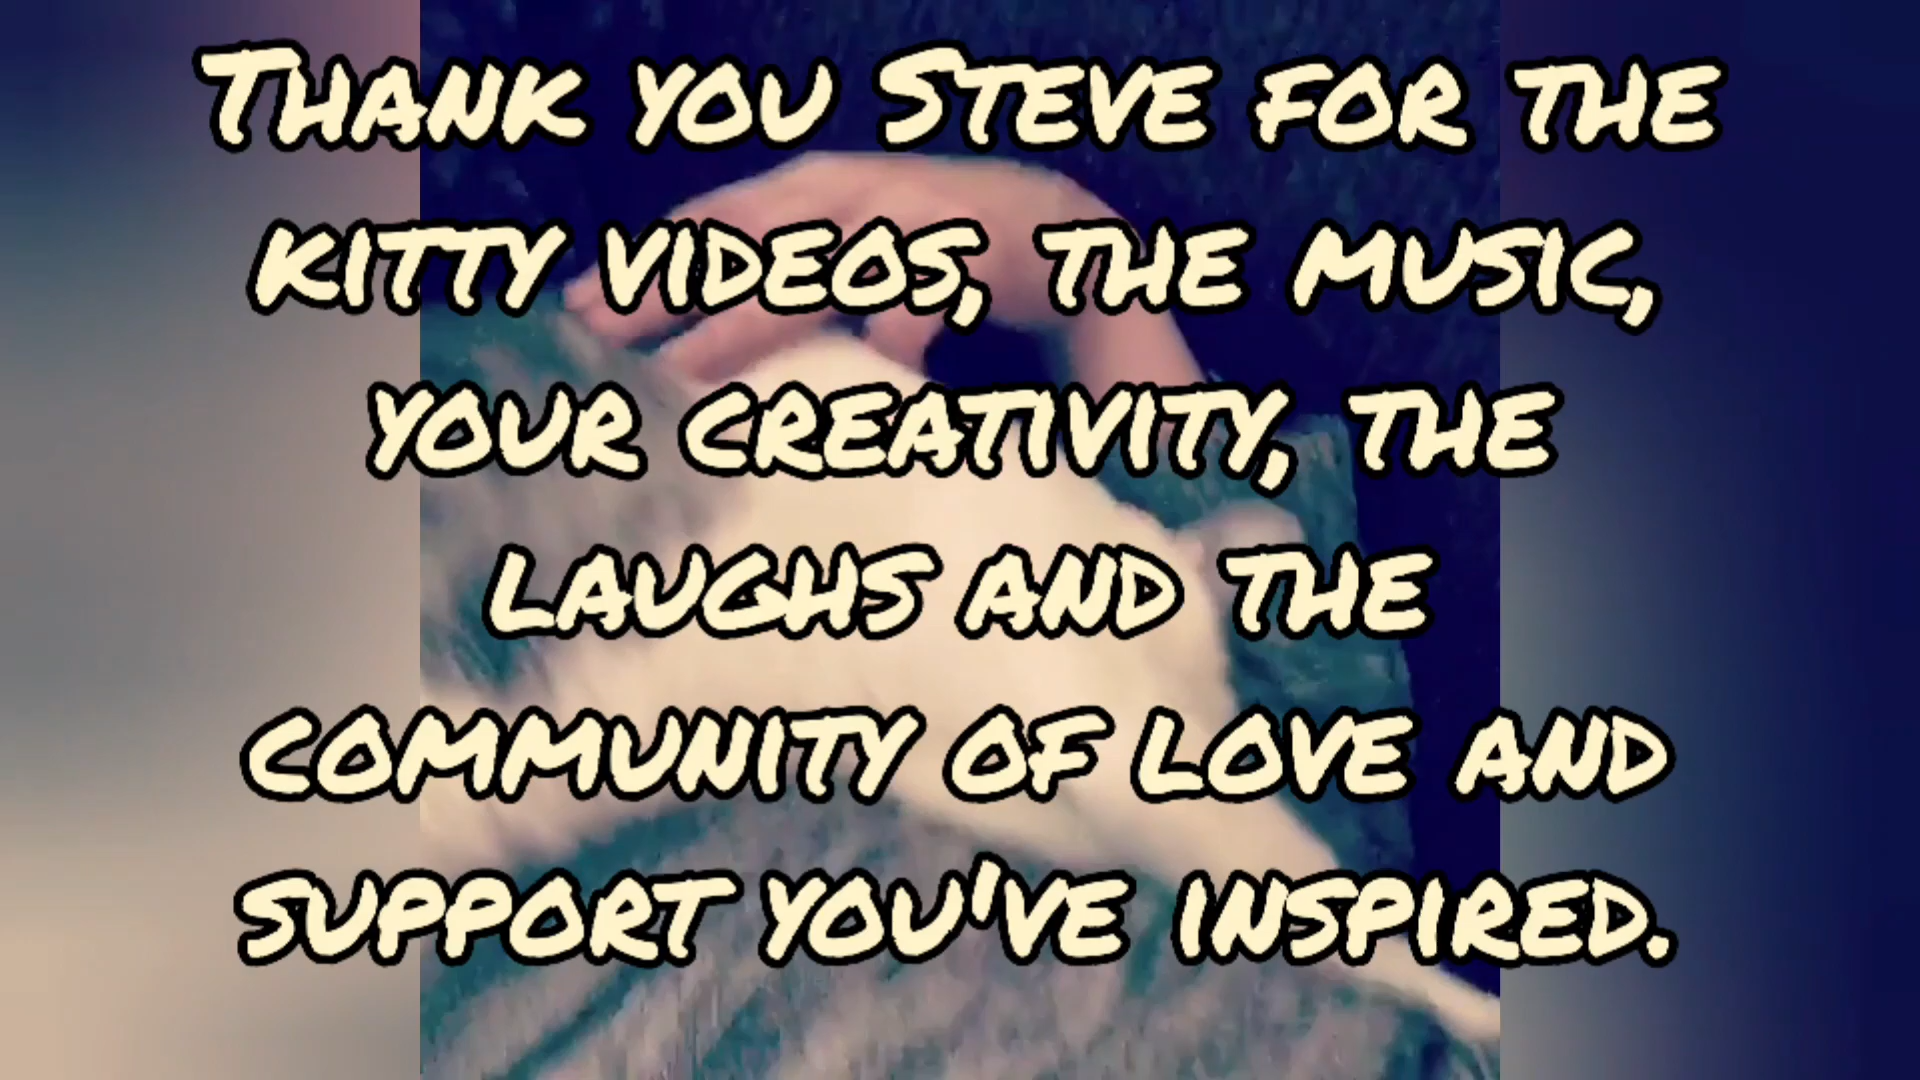 Thank you Steve for the
kitty videos, the music,
your creativity, the
laughs and the
community of love and
support you've inspired.